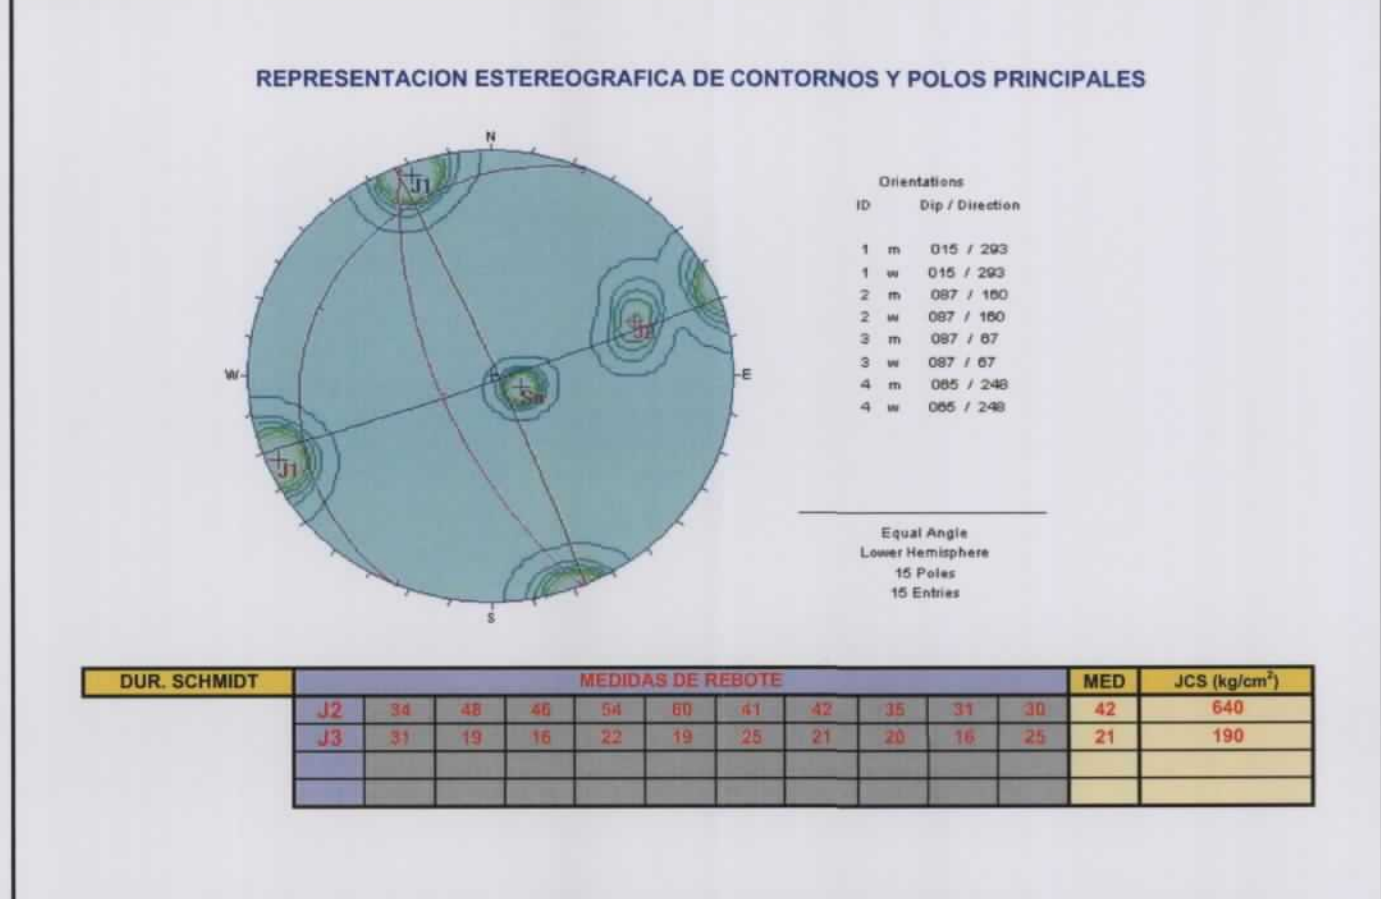 REPRESENTACION ESTEREOGRAFICA DE CONTORNOS Y POLOS PRINCIPALES
N
J1
W
E
J2
So
J1
S
Orientations
ID Dip / Direction
1 m 015 / 293
1 w 015 / 293
2 m 087 / 160
2 w 087 / 160
3 m 087 / 67
3 w 087 / 67
4 m 065 / 248
4 w 065 / 248
Equal Angle
Lower Hemisphere
15 Poles
15 Entries
DUR. SCHMIDT MEDIDAS DE REBOTE MED JCS (kg/cm²)
J2 34 48 46 54 60 41 42 35 31 30 42 640
J3 31 19 16 22 19 25 21 20 16 25 21 190